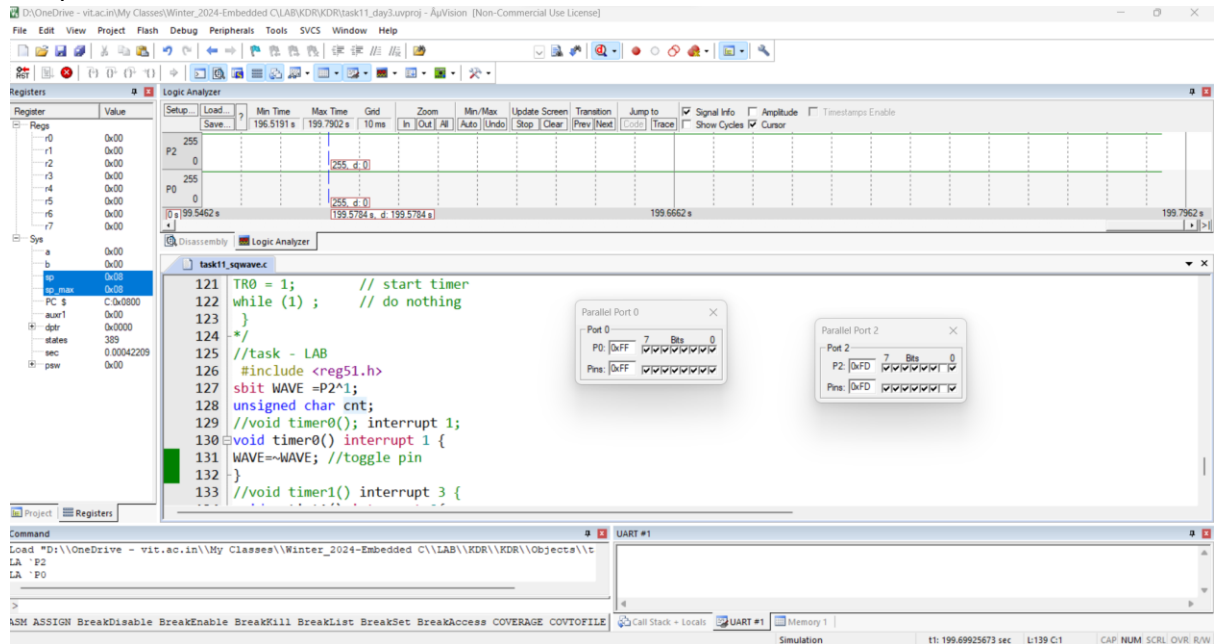 D:\OneDrive - vit.ac.in\My Classes\Winter_2024-Embedded C\LAB\KDR\KDR\task11_day3.uvproj - ÂµVision [Non-Commercial Use License]
File Edit View Project Flash Debug Peripherals Tools SVCS Window Help
Registers
Register Value
Regs
r0 0x00
r1 0x00
r2 0x00
r3 0x00
r4 0x00
r5 0x00
r6 0x00
r7 0x00
Sys
a 0x00
b 0x00
sp 0x08
sp_max 0x08
PC $ C:0x0800
auxr1 0x00
dptr 0x0000
states 389
sec 0.00042209
psw 0x00
Project Registers
Logic Analyzer
Setup... Load... ? Min Time Max Time Grid Zoom Min/Max Update Screen Transition Jump to Signal Info Amplitude Timestamps Enable
Save... 196.5191 s 199.7902 s 10 ms In Out All Auto Undo Stop Clear Prev Next Code Trace Show Cycles Cursor
255
P2
0 255, d: 0
255
P0
0 255, d: 0
0 s 99.5462 s 199.5784 s, d: 199.5784 s 199.6662 s 199.7962 s
Disassembly Logic Analyzer
task11_sqwave.c
121 TR0 = 1; // start timer
122 while (1) ; // do nothing
123 }
124 */
125 //task - LAB
126 #include <reg51.h>
127 sbit WAVE =P2^1;
128 unsigned char cnt;
129 //void timer0(); interrupt 1;
130 void timer0() interrupt 1 {
131 WAVE=~WAVE; //toggle pin
132 }
133 //void timer1() interrupt 3 {
Parallel Port 0
Port 0
7 Bits 0
P0: 0xFF
Pins: 0xFF
Parallel Port 2
Port 2
7 Bits 0
P2: 0xFD
Pins: 0xFD
Command
Load "D:\\OneDrive - vit.ac.in\\My Classes\\Winter_2024-Embedded C\\LAB\\KDR\\KDR\\Objects\\t
LA `P2
LA `P0
>
ASM ASSIGN BreakDisable BreakEnable BreakKill BreakList BreakSet BreakAccess COVERAGE COVTOFILE
UART #1
Call Stack + Locals UART #1 Memory 1
Simulation t1: 199.69925673 sec L:139 C:1 CAP NUM SCRL OVR R/W